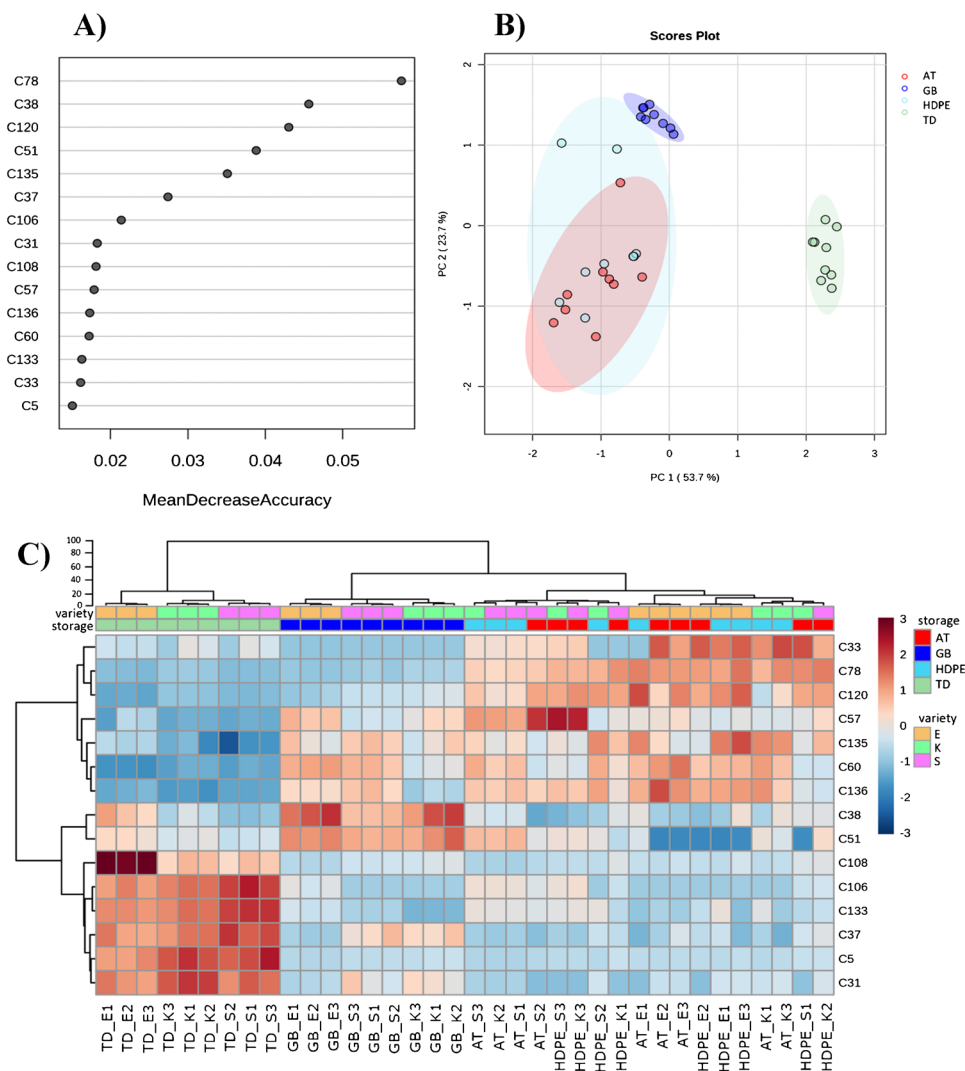 A)
C78
C38
C120
C51
C135
C37
C106
C31
C108
C57
C136
C60
C133
C33
C5
0.02 0.03 0.04 0.05
MeanDecreaseAccuracy
B)
Scores Plot
PC 2 ( 23.7 %)
2
1
0
-1
-2
-2 -1 0 1 2 3
PC 1 ( 53.7 %)
AT
GB
HDPE
TD
C)
100
80
60
40
20
0
variety
storage
C33
C78
C120
C57
C135
C60
C136
C38
C51
C108
C106
C133
C37
C5
C31
TD_E1
TD_E2
TD_E3
TD_K3
TD_K1
TD_K2
TD_S2
TD_S1
TD_S3
GB_E1
GB_E2
GB_E3
GB_S3
GB_S1
GB_S2
GB_K3
GB_K1
GB_K2
AT_S3
AT_K2
AT_S1
AT_S2
HDPE_S3
HDPE_K3
HDPE_S2
HDPE_K1
AT_E1
AT_E2
AT_E3
HDPE_E2
HDPE_E1
HDPE_E3
AT_K1
AT_K3
HDPE_S1
HDPE_K2
3
2
1
0
-1
-2
-3
storage
AT
GB
HDPE
TD
variety
E
K
S